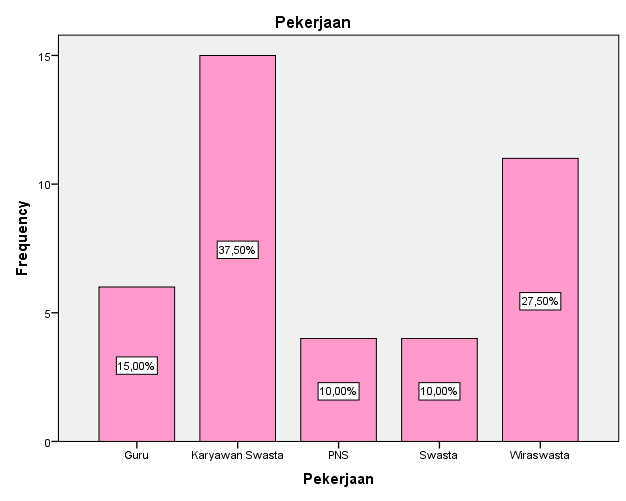 Pekerjaan
Frequency
15
10
5
0
15,00%
37,50%
10,00%
10,00%
27,50%
Guru
Karyawan Swasta
PNS
Swasta
Wiraswasta
Pekerjaan